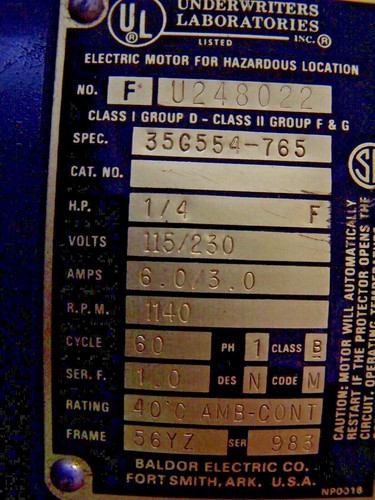 UL ®
UNDERWRITERS
LABORATORIES
LISTED INC.®
ELECTRIC MOTOR FOR HAZARDOUS LOCATION
NO. F U248022
CLASS I GROUP D - CLASS II GROUP F & G
SPEC. 35G554-765
CAT. NO.
H.P. 1/4 F
VOLTS 115/230
AMPS 6.0/3.0
R.P.M. 1140
CYCLE 60 PH 1 CLASS B
SER. F. 1.0 DES N CODE M
RATING 40°C AMB-CONT
FRAME 56YZ SER 983
BALDOR ELECTRIC CO.
FORT SMITH, ARK. U.S.A.
NP0016
CAUTION: MOTOR WILL AUTOMATICALLY
RESTART IF THE PROTECTOR OPENS THE